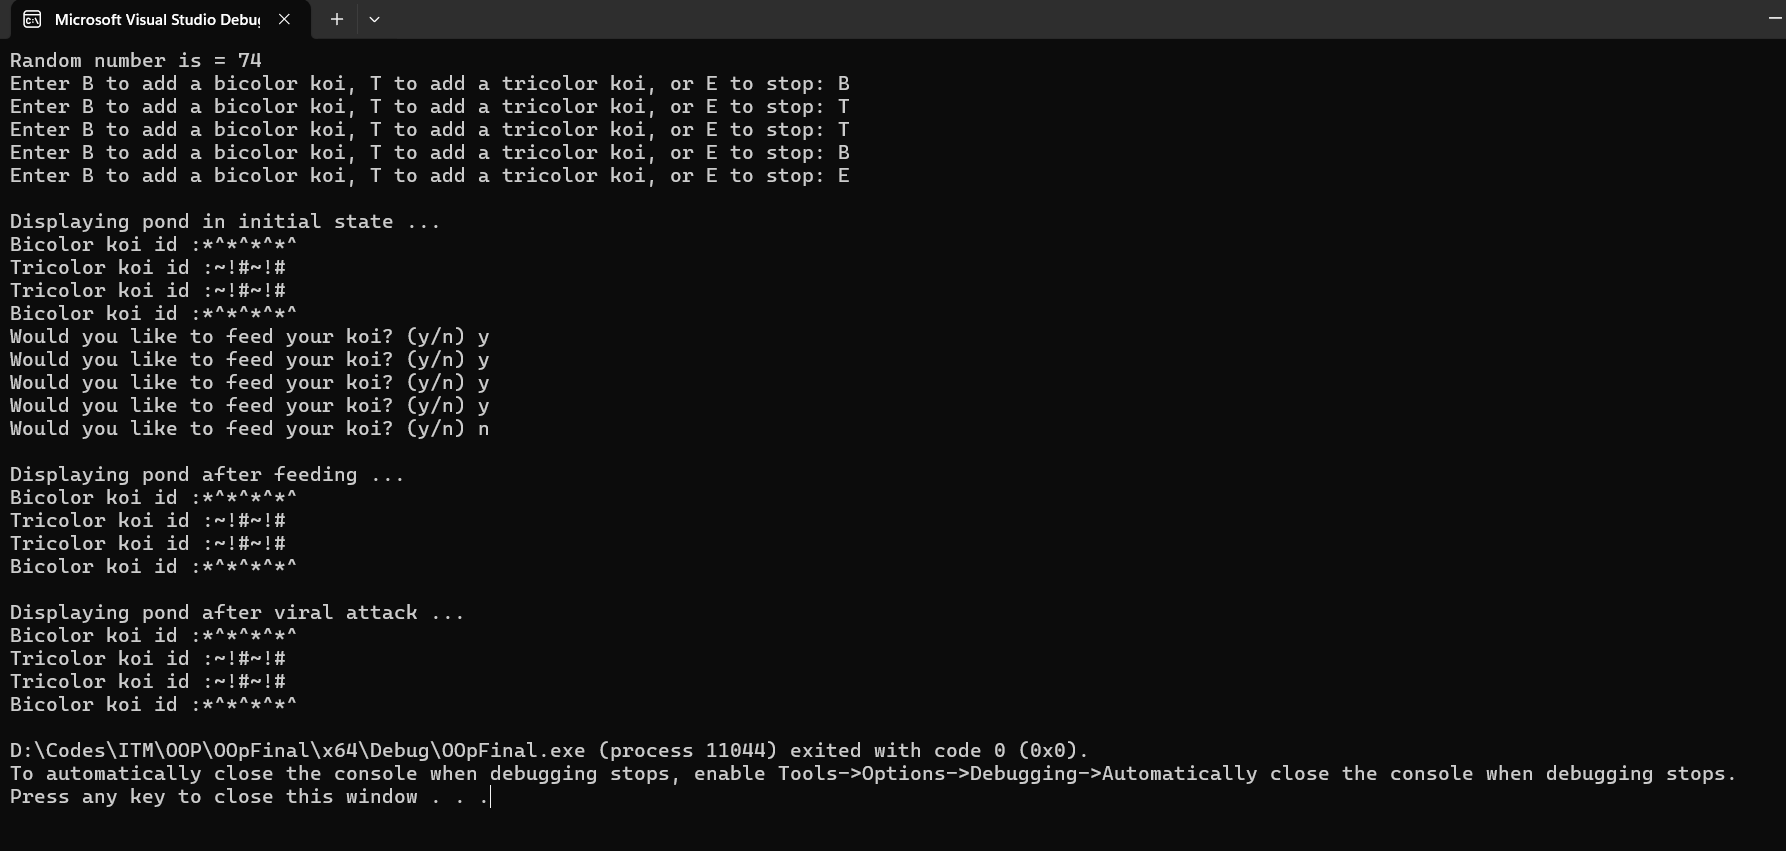 Microsoft Visual Studio Debu
Random number is = 74
Enter B to add a bicolor koi, T to add a tricolor koi, or E to stop: B
Enter B to add a bicolor koi, T to add a tricolor koi, or E to stop: T
Enter B to add a bicolor koi, T to add a tricolor koi, or E to stop: T
Enter B to add a bicolor koi, T to add a tricolor koi, or E to stop: B
Enter B to add a bicolor koi, T to add a tricolor koi, or E to stop: E
Displaying pond in initial state ...
Bicolor koi id :*^*^*^*^
Tricolor koi id :~!#~!#
Tricolor koi id :~!#~!#
Bicolor koi id :*^*^*^*^
Would you like to feed your koi? (y/n) y
Would you like to feed your koi? (y/n) y
Would you like to feed your koi? (y/n) y
Would you like to feed your koi? (y/n) y
Would you like to feed your koi? (y/n) n
Displaying pond after feeding ...
Bicolor koi id :*^*^*^*^
Tricolor koi id :~!#~!#
Tricolor koi id :~!#~!#
Bicolor koi id :*^*^*^*^
Displaying pond after viral attack ...
Bicolor koi id :*^*^*^*^
Tricolor koi id :~!#~!#
Tricolor koi id :~!#~!#
Bicolor koi id :*^*^*^*^
D:\Codes\ITM\OOP\OOpFinal\x64\Debug\OOpFinal.exe (process 11044) exited with code 0 (0x0).
To automatically close the console when debugging stops, enable Tools->Options->Debugging->Automatically close the console when debugging stops.
Press any key to close this window . . .